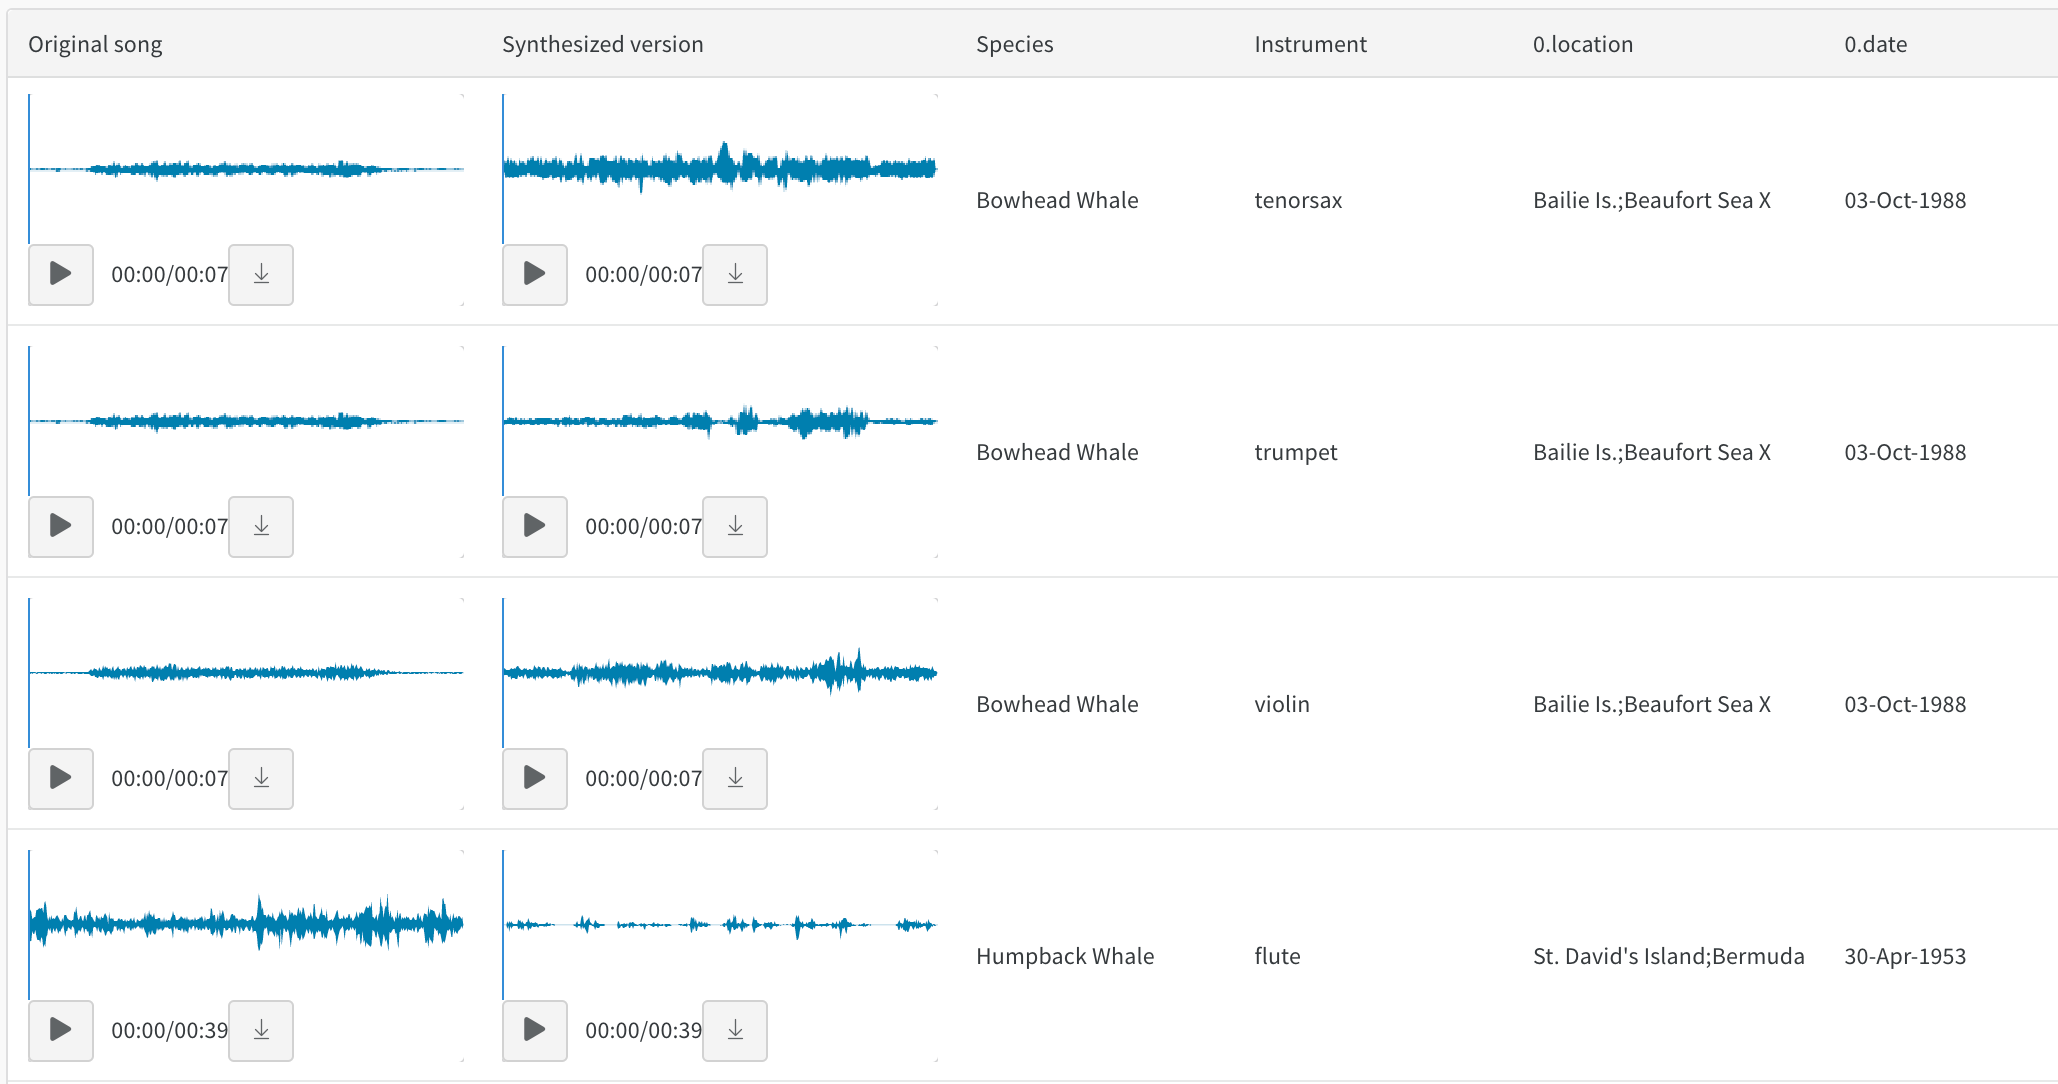 Original song Synthesized version Species Instrument 0.location 0.date
Bowhead Whale tenorsax Bailie Is.;Beaufort Sea X 03-Oct-1988
00:00/00:07 00:00/00:07
Bowhead Whale trumpet Bailie Is.;Beaufort Sea X 03-Oct-1988
00:00/00:07 00:00/00:07
Bowhead Whale violin Bailie Is.;Beaufort Sea X 03-Oct-1988
00:00/00:07 00:00/00:07
Humpback Whale flute St. David's Island;Bermuda 30-Apr-1953
00:00/00:39 00:00/00:39